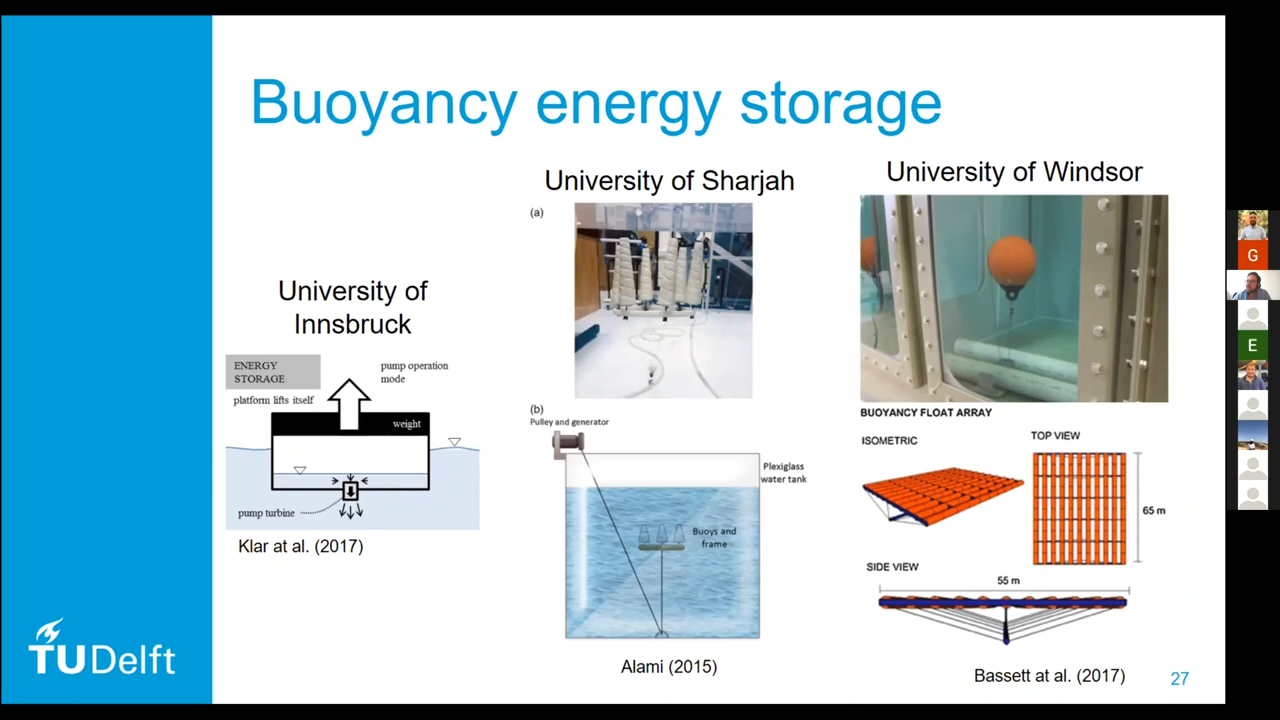 Buoyancy energy storage
University of
Innsbruck
ENERGY
STORAGE
platform lifts itself
pump operation
mode
weight
pump turbine
Klar at al. (2017)
University of Sharjah
(a)
(b)
Pulley and generator
Plexiglass
water tank
Buoys and
frame
Alami (2015)
University of Windsor
BUOYANCY FLOAT ARRAY
ISOMETRIC
TOP VIEW
65 m
SIDE VIEW
55 m
Bassett at al. (2017)
27
TUDelft
G
E